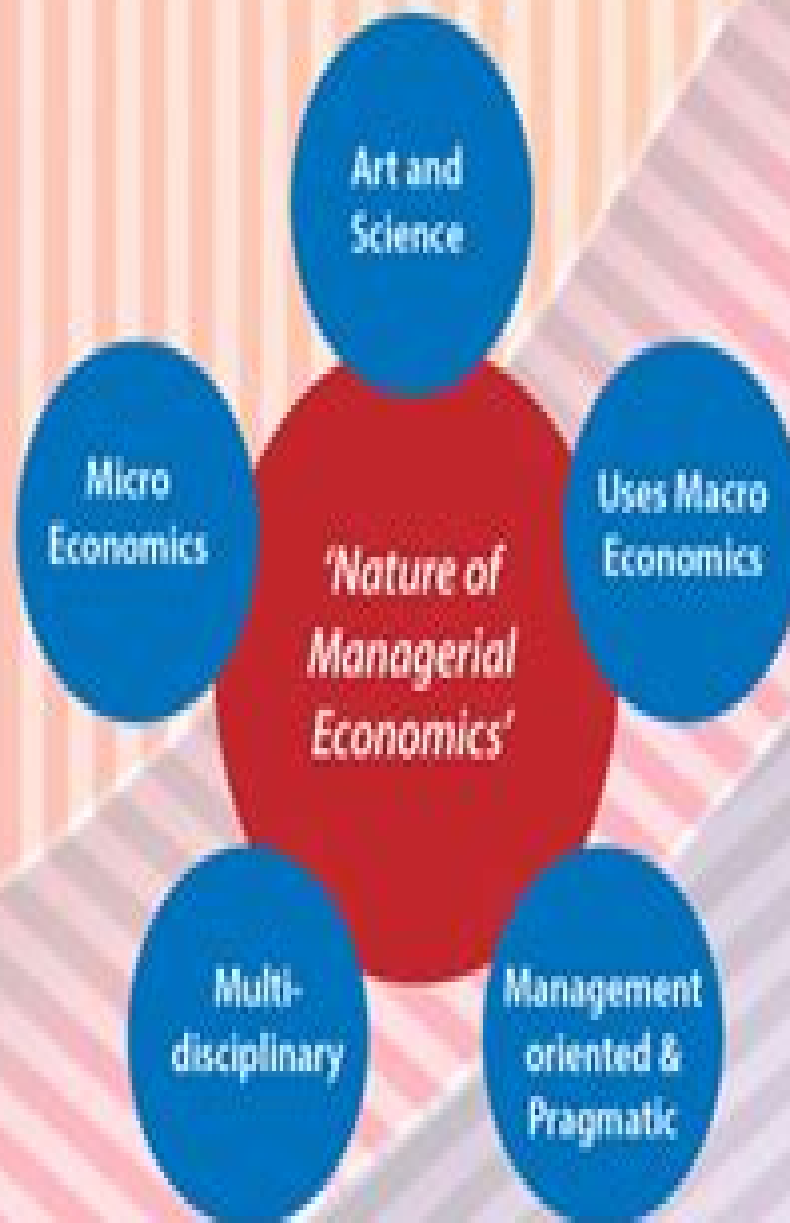 Art and
Science
Micro
Economics
Uses Macro
Economics
'Nature of
Managerial
Economics'
Multi-
disciplinary
Management
oriented &
Pragmatic